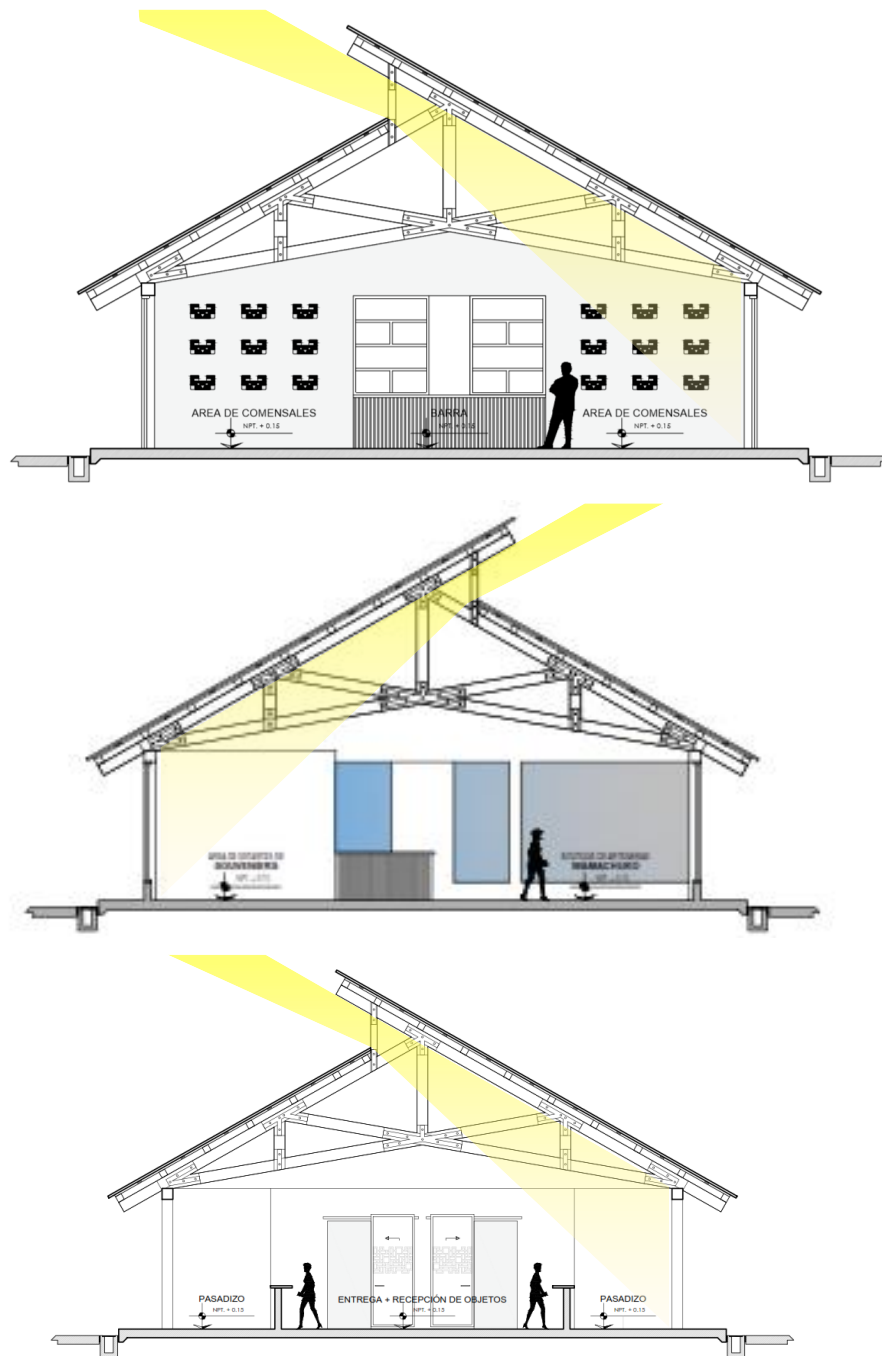 AREA DE COMENSALES
NPT. + 0.15
BARRA
NPT. + 0.15
AREA DE COMENSALES
NPT. + 0.15
SOUVENIRS
MAMACHURO
PASADIZO
NPT. + 0.15
ENTREGA + RECEPCIÓN DE OBJETOS
NPT. + 0.15
PASADIZO
NPT. + 0.15